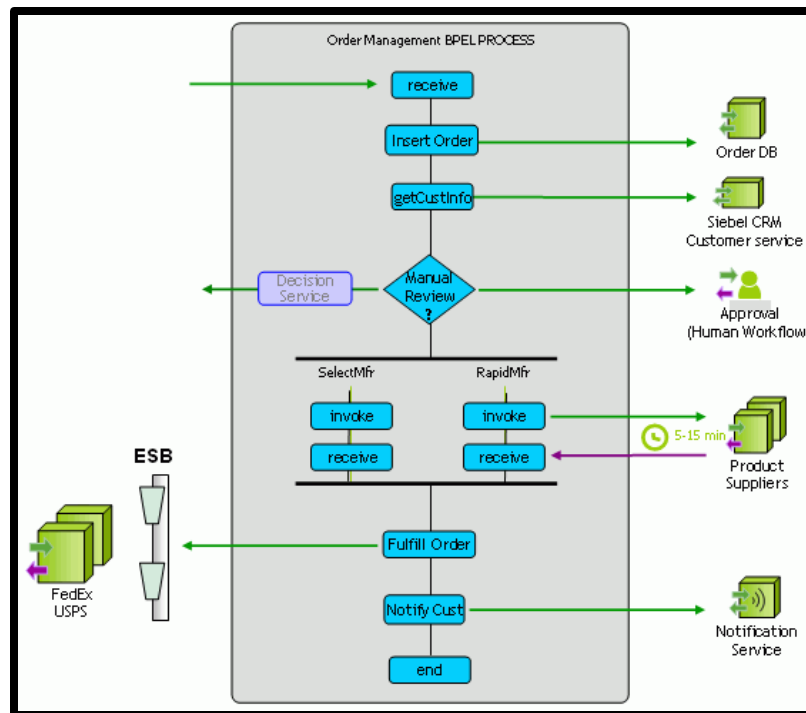 Order Management BPEL PROCESS
receive
Insert Order
Order DB
getCustInfo
Siebel CRM
Customer service
Decision
Service
Manual
Review
?
Approval
(Human Workflow
SelectMfr
RapidMfr
invoke
invoke
5-15 min
receive
receive
Product
Suppliers
ESB
Fulfill Order
FedEx
USPS
Notify Cust
Notification
Service
end